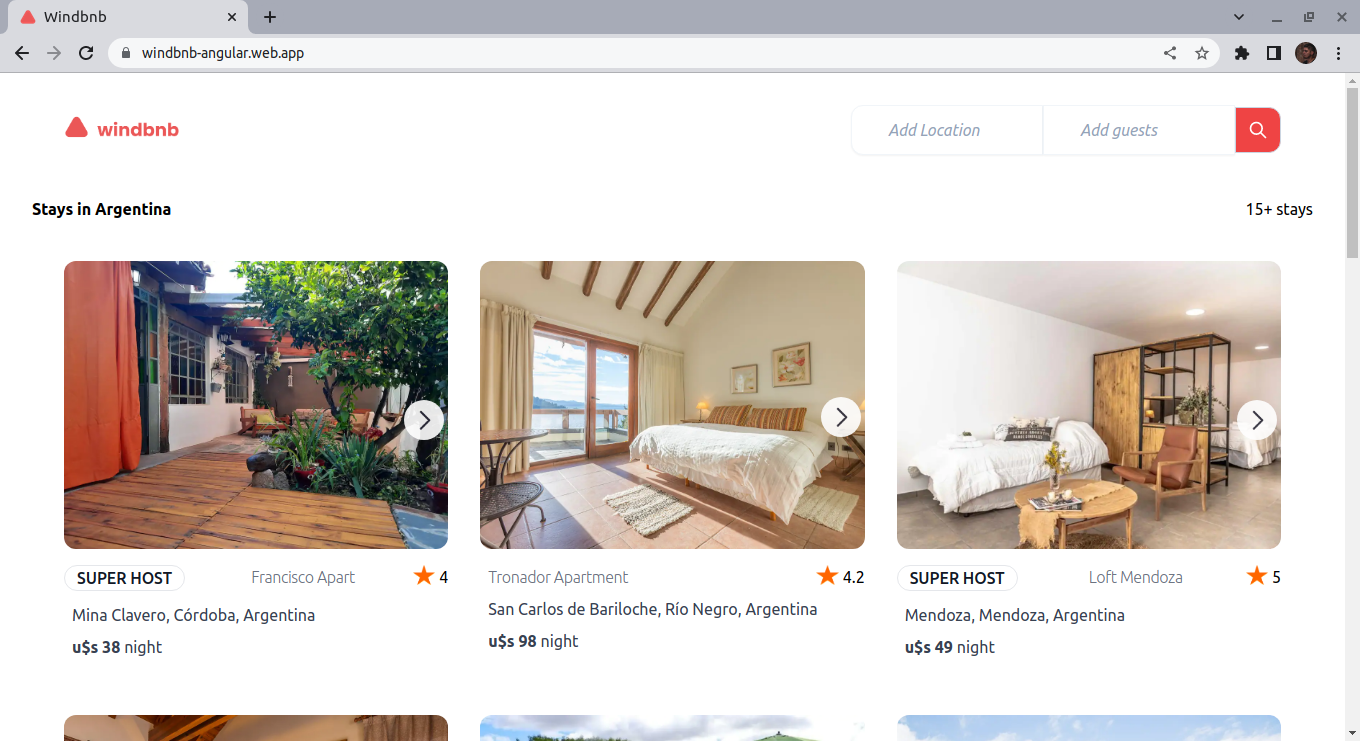 Windbnb
windbnb-angular.web.app
windbnb
Add Location
Add guests
Stays in Argentina
15+ stays
SUPER HOST
Francisco Apart
4
Mina Clavero, Córdoba, Argentina
u$s 38 night
Tronador Apartment
4.2
San Carlos de Bariloche, Río Negro, Argentina
u$s 98 night
SUPER HOST
Loft Mendoza
5
Mendoza, Mendoza, Argentina
u$s 49 night